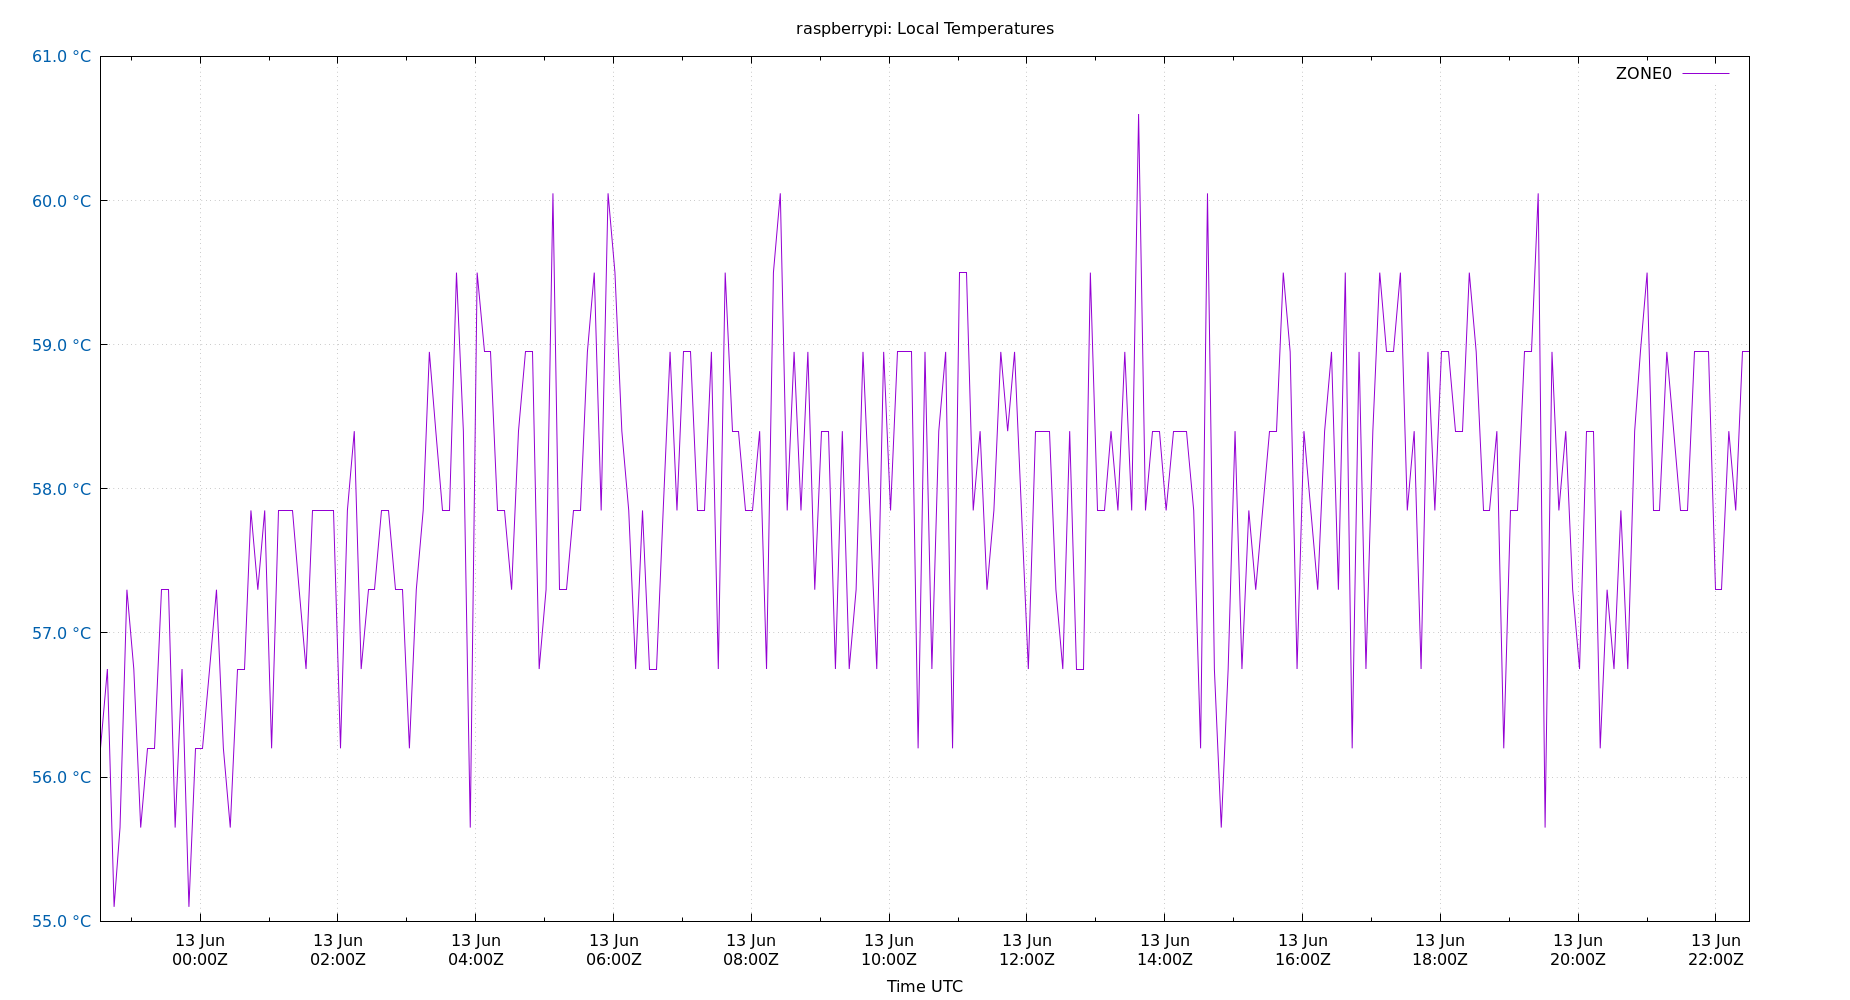 raspberrypi: Local Temperatures
61.0 °C
ZONE0
60.0 °C
59.0 °C
58.0 °C
57.0 °C
56.0 °C
55.0 °C
13 Jun 13 Jun 13 Jun 13 Jun 13 Jun 13 Jun 13 Jun 13 Jun 13 Jun 13 Jun 13 Jun 13 Jun
00:00Z 02:00Z 04:00Z 06:00Z 08:00Z 10:00Z 12:00Z 14:00Z 16:00Z 18:00Z 20:00Z 22:00Z
Time UTC